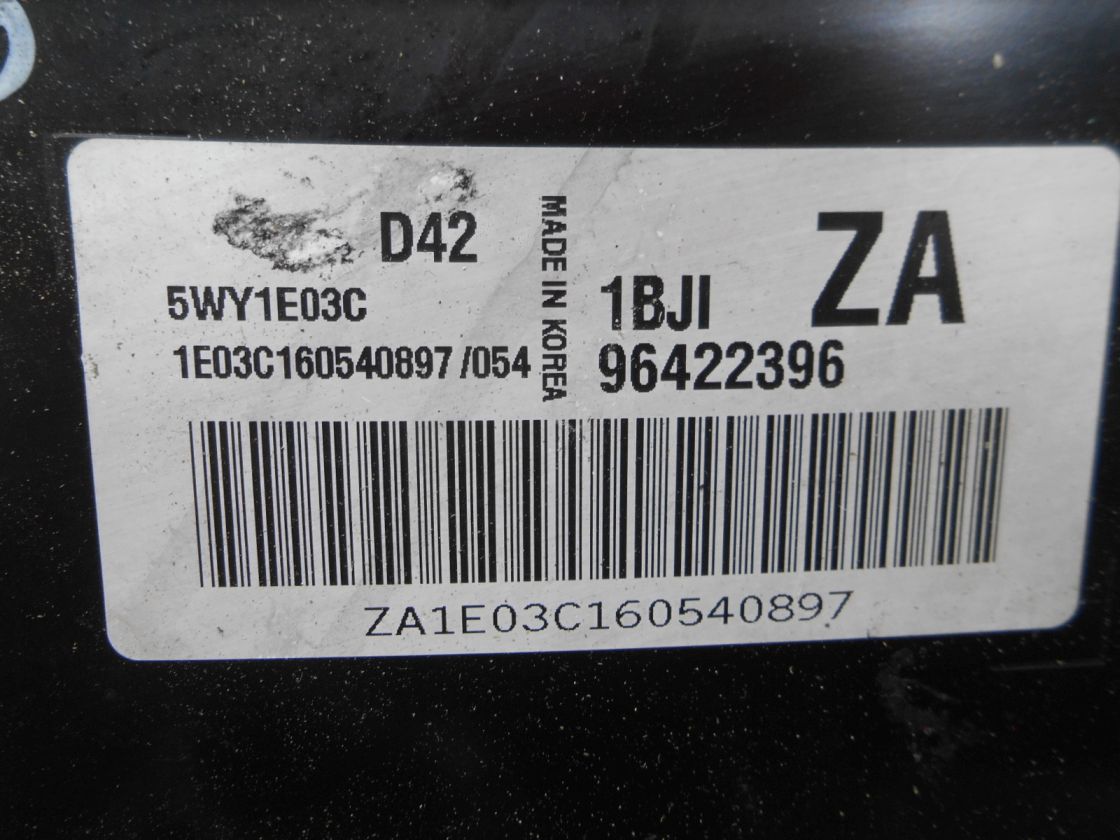 D42
MADE IN KOREA
ZA
5WY1E03C
1BJI
1E03C160540897 /054
96422396
ZA1E03C160540897